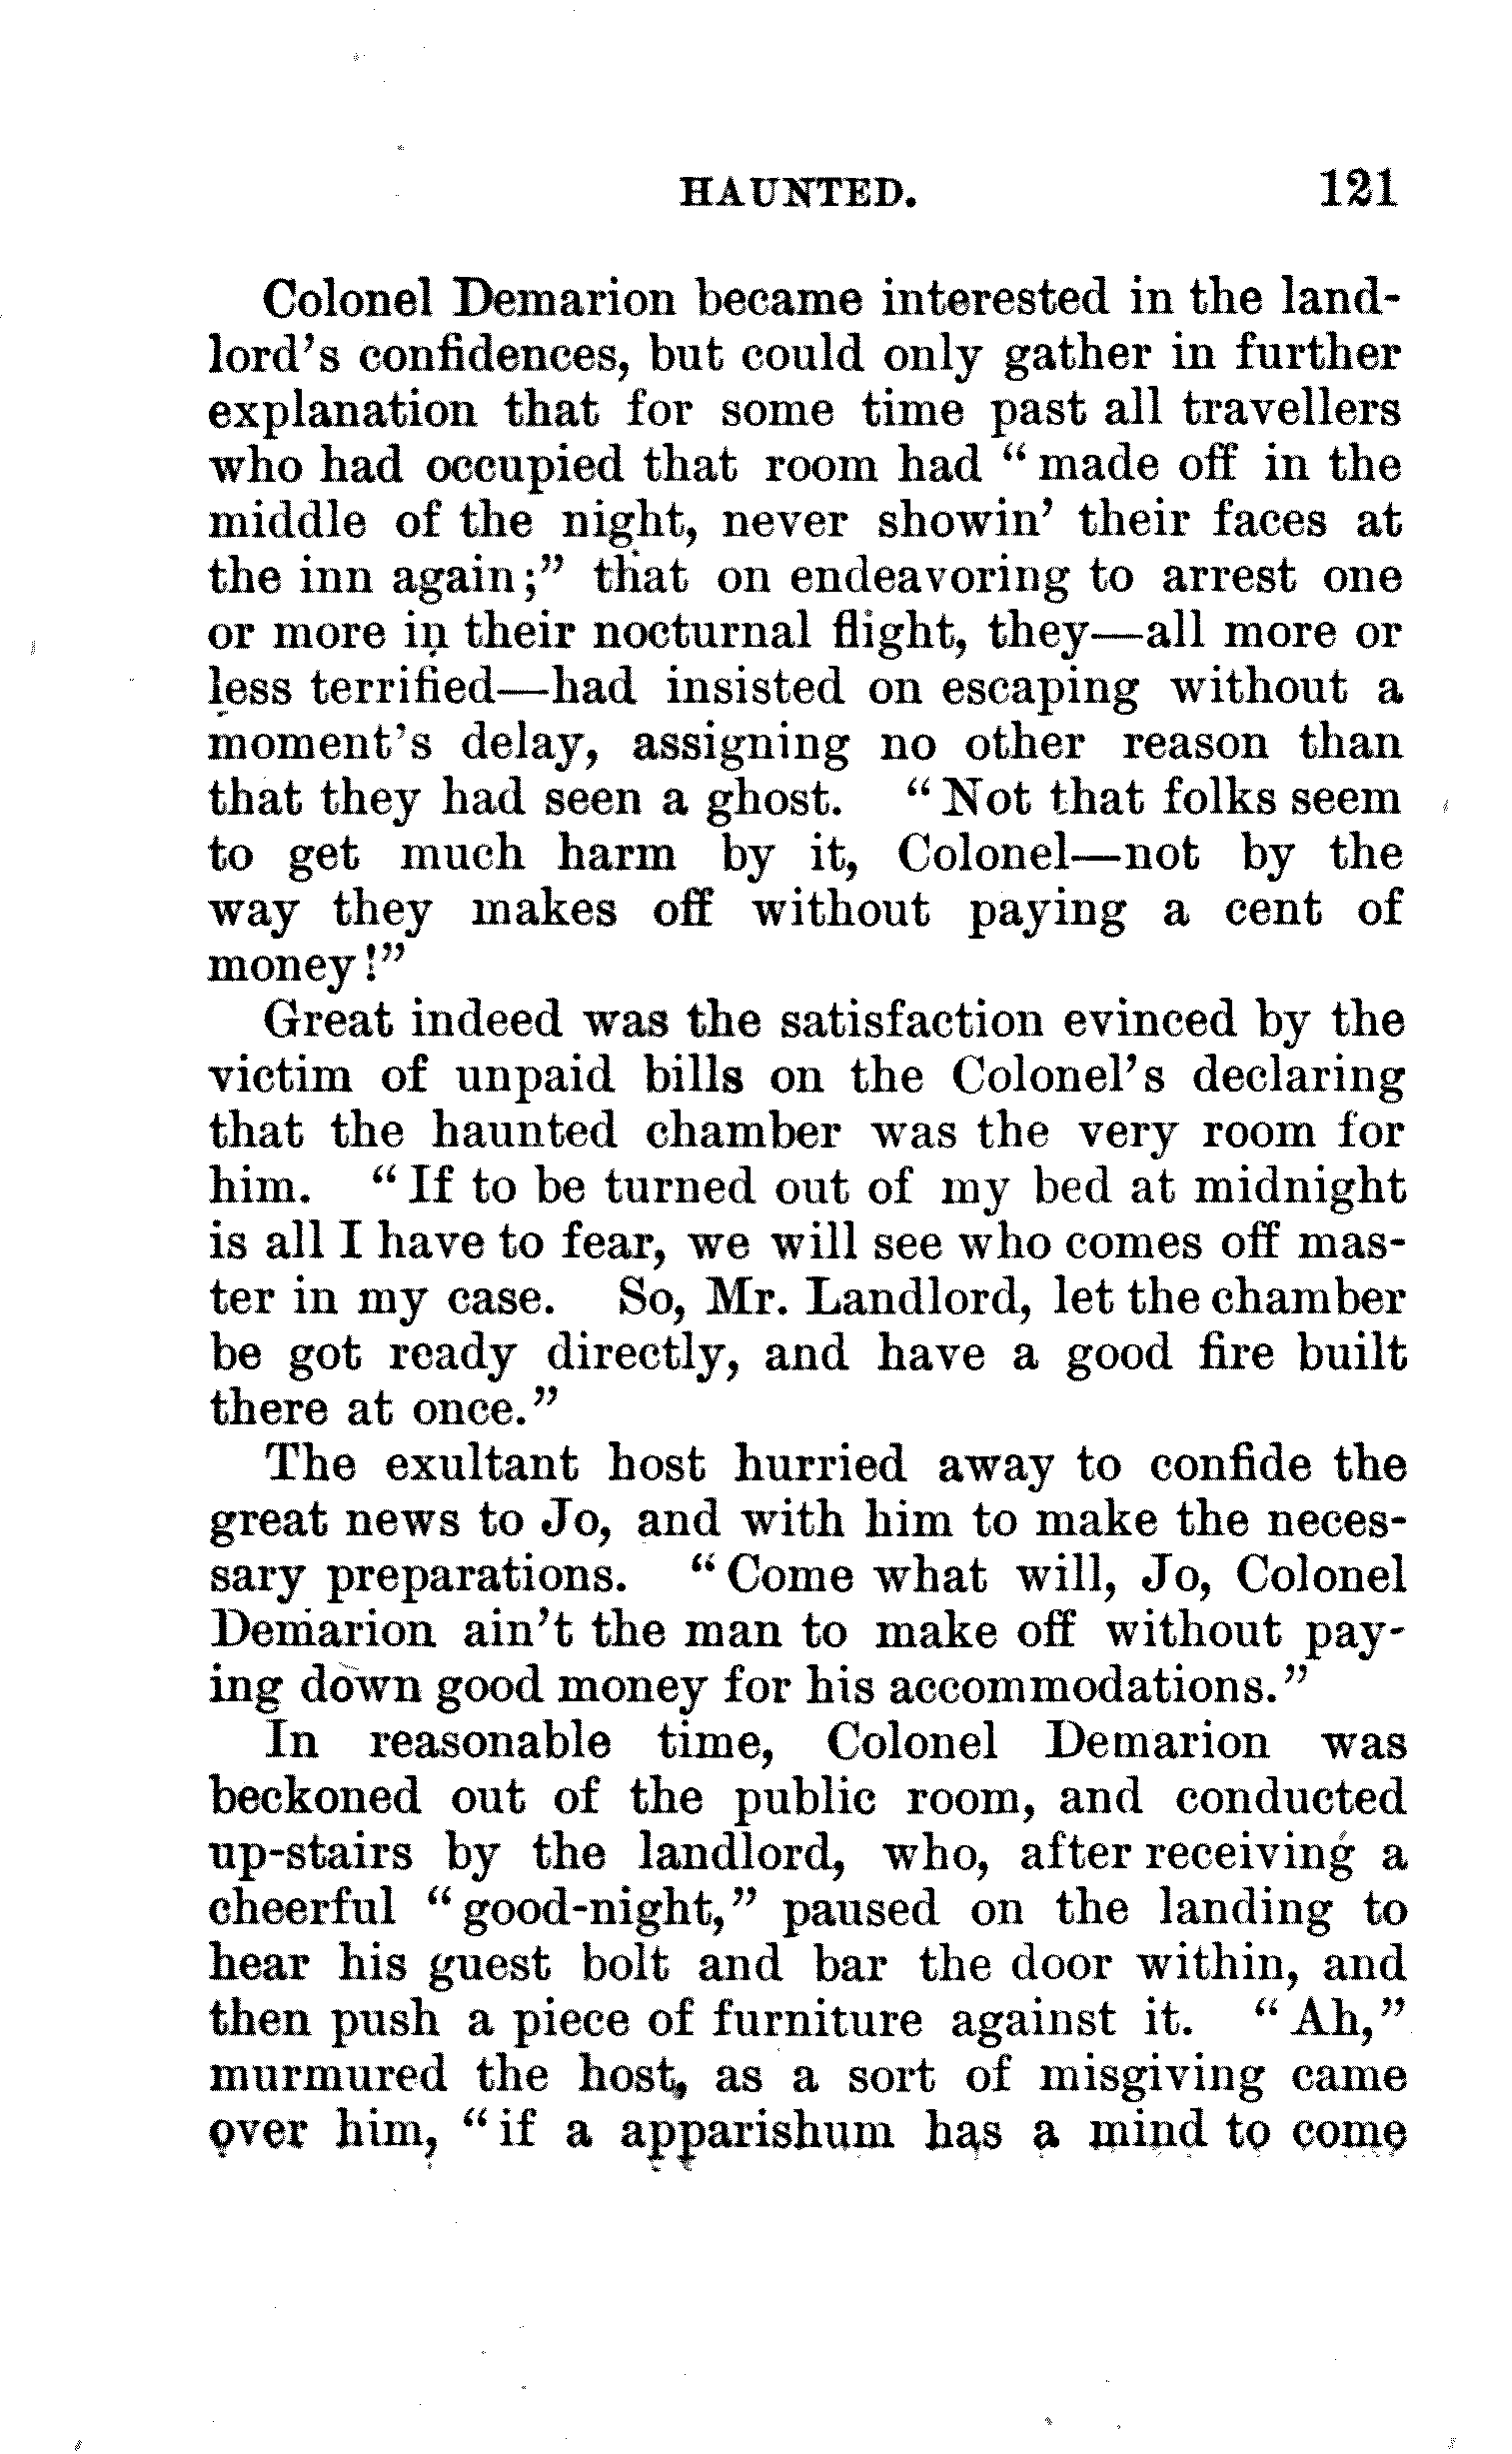 HAUNTED. 121
Colonel Demarion became interested in the land-
lord's confidences, but could only gather in further
explanation that for some time past all travellers
who had occupied that room had "made off in the
middle of the night, never showin' their faces at
the inn again;" that on endeavoring to arrest one
or more in their nocturnal flight, they—all more or
less terrified—had insisted on escaping without a
moment's delay, assigning no other reason than
that they had seen a ghost. "Not that folks seem
to get much harm by it, Colonel—not by the
way they makes off without paying a cent of
money!"
Great indeed was the satisfaction evinced by the
victim of unpaid bills on the Colonel's declaring
that the haunted chamber was the very room for
him. "If to be turned out of my bed at midnight
is all I have to fear, we will see who comes off mas-
ter in my case. So, Mr. Landlord, let the chamber
be got ready directly, and have a good fire built
there at once."
The exultant host hurried away to confide the
great news to Jo, and with him to make the neces-
sary preparations. "Come what will, Jo, Colonel
Demarion ain't the man to make off without pay-
ing down good money for his accommodations."
In reasonable time, Colonel Demarion was
beckoned out of the public room, and conducted
up-stairs by the landlord, who, after receiving a
cheerful "good-night," paused on the landing to
hear his guest bolt and bar the door within, and
then push a piece of furniture against it. "Ah,"
murmured the host, as a sort of misgiving came
over him, "if a apparishum has a mind to come